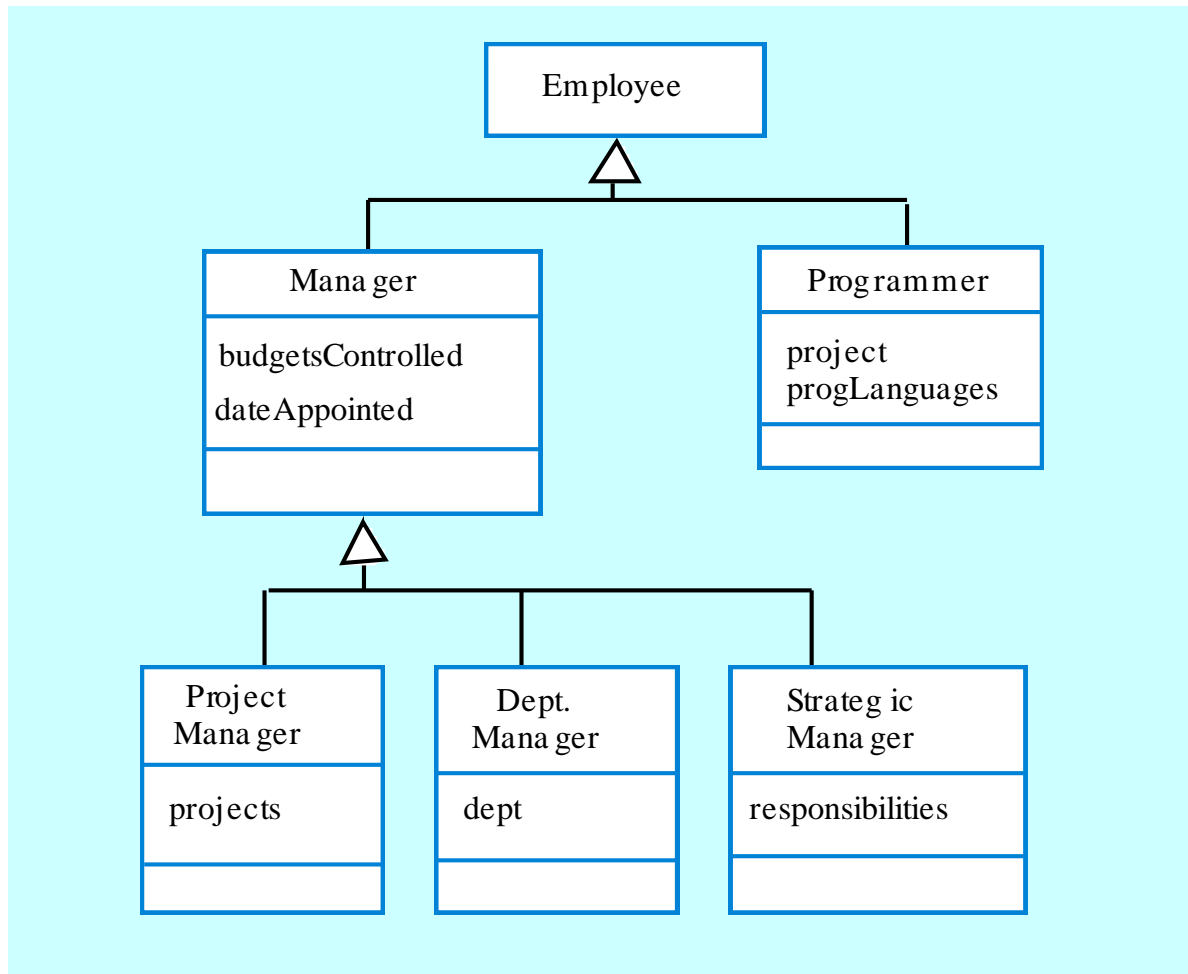 Employee
Manager
budgetsControlled
dateAppointed
Programmer
project
progLanguages
Project
Manager
projects
Dept.
Manager
dept
Strategic
Manager
responsibilities